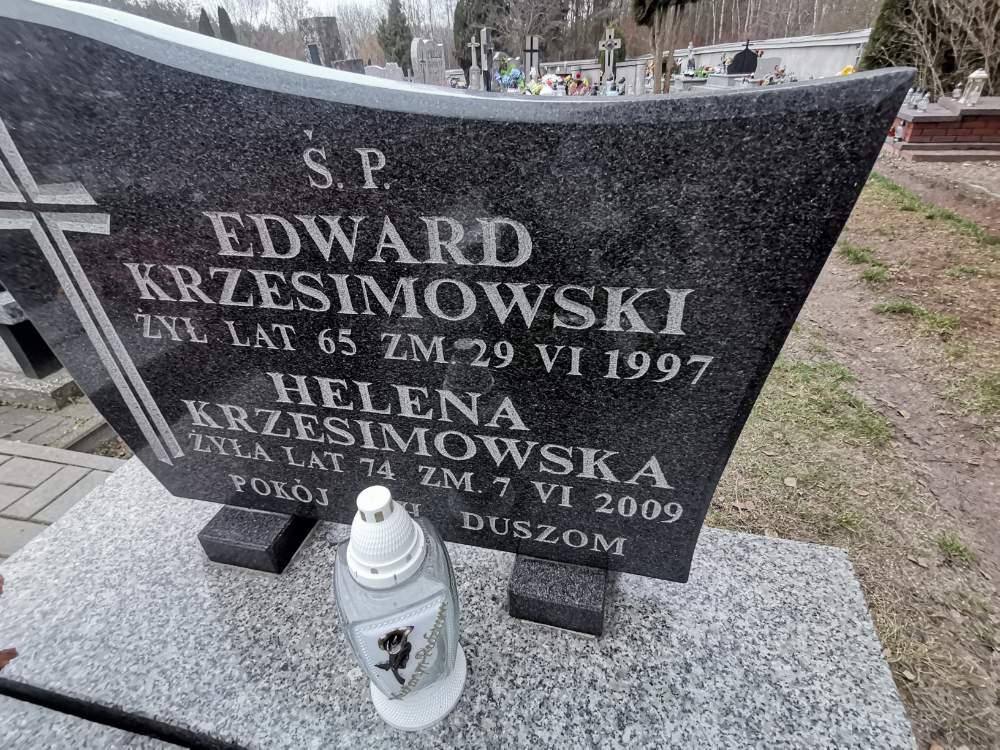 Ś. P.
EDWARD
KRZESIMOWSKI
ŻYŁ LAT 65 ZM. 29 VI 1997
HELENA
KRZESIMOWSKA
ŻYŁA LAT 74 ZM. 7 VI 2009
POKÓJ DUSZOM